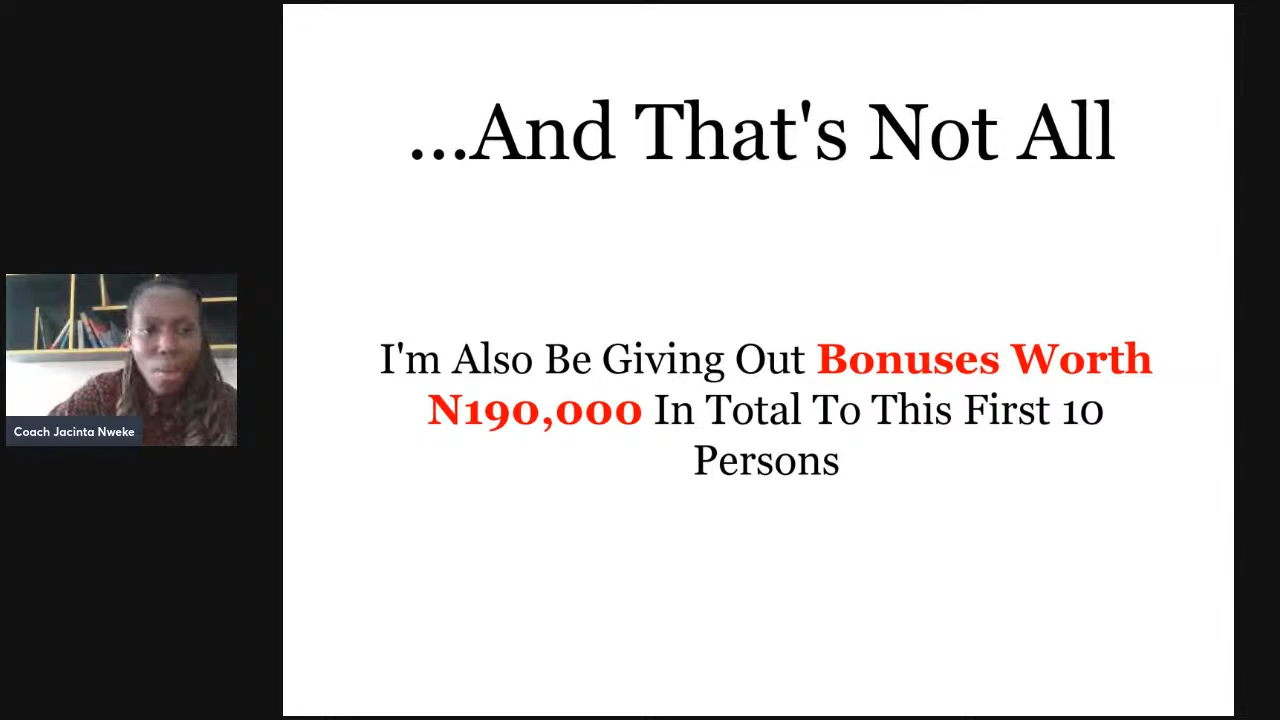 ...And That's Not All
I'm Also Be Giving Out Bonuses Worth
N190,000 In Total To This First 10
Persons
Coach Jacinta Nweke